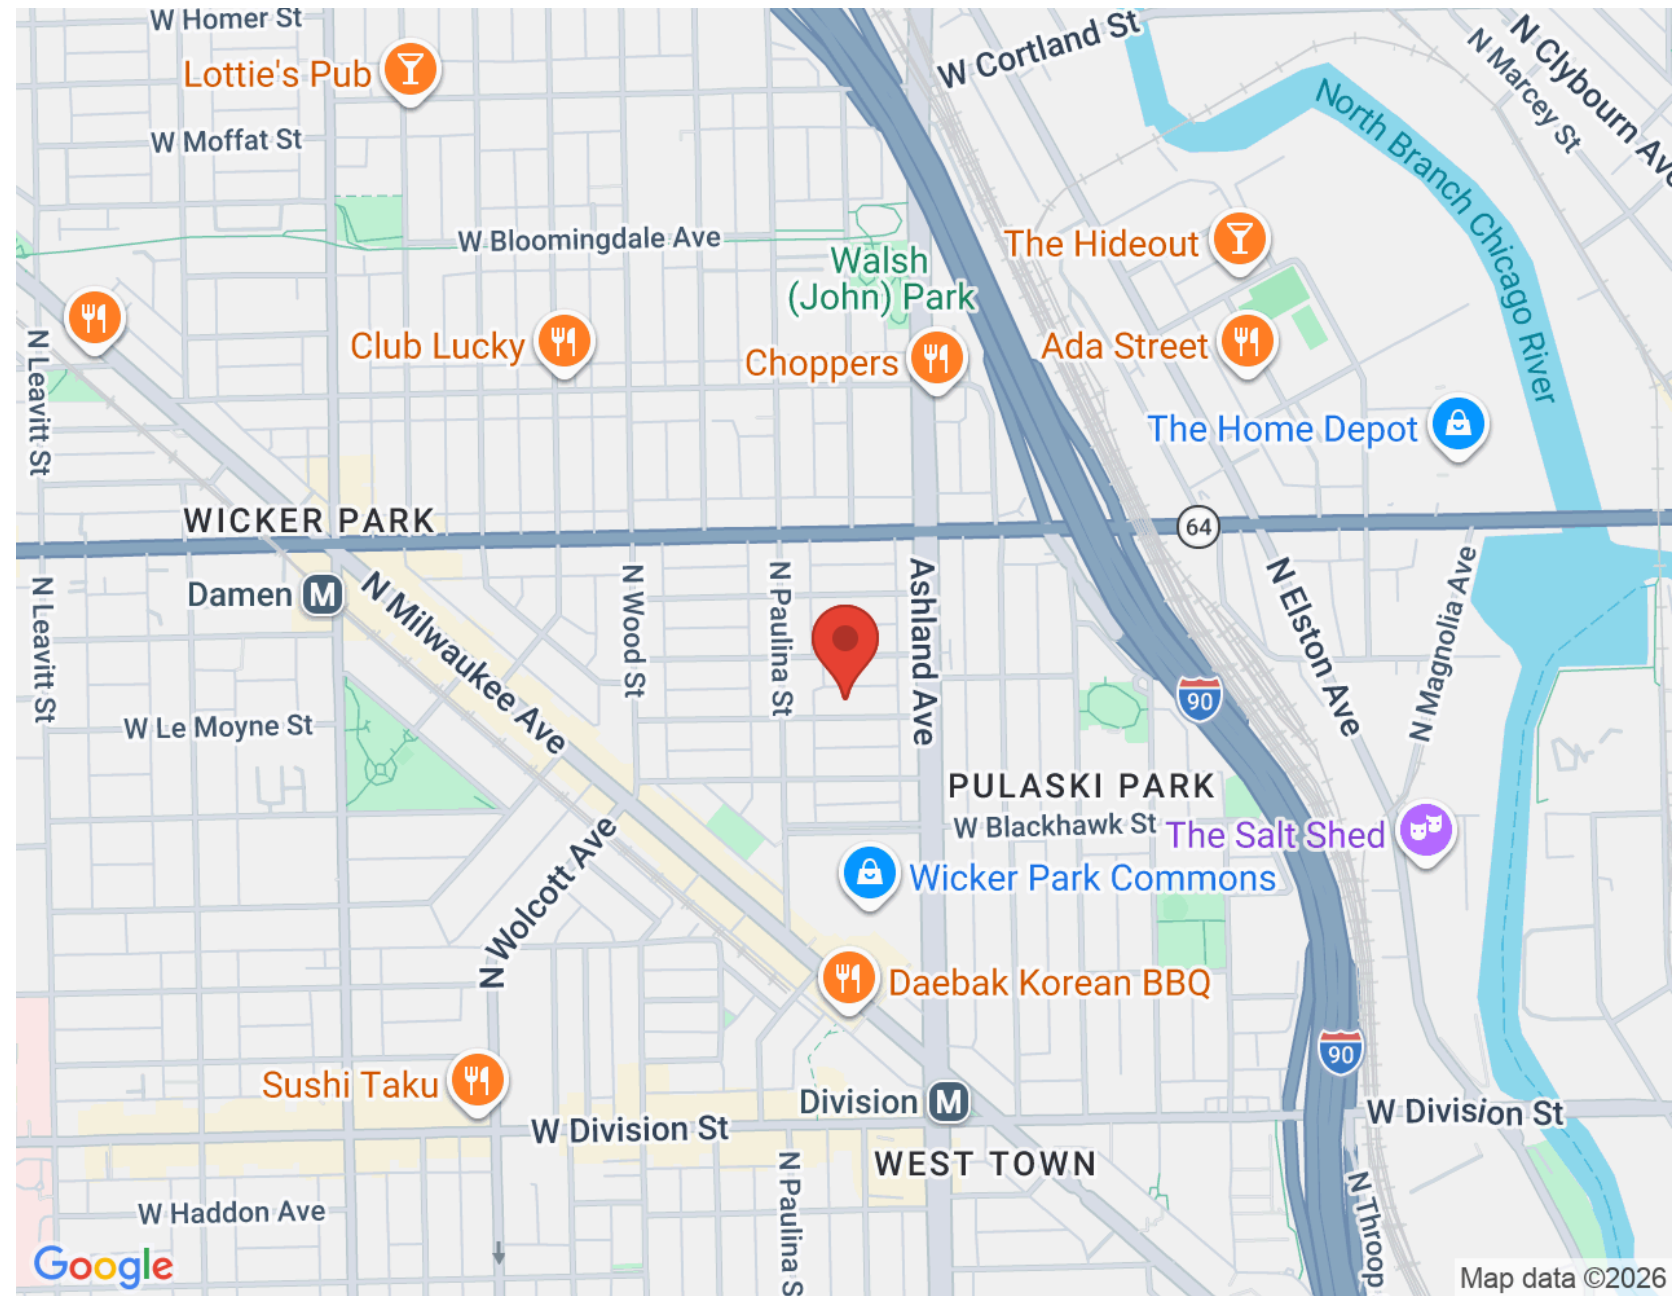 W Homer St
Lottie's Pub
W Cortland St
N Clybourn Ave
N Marcey St
W Moffat St
North Branch Chicago River
W Bloomingdale Ave
Walsh
(John) Park
The Hideout
N Leavitt St
Club Lucky
Choppers
Ada Street
The Home Depot
WICKER PARK
64
Damen
M
N Milwaukee Ave
N Wood St
N Paulina St
Ashland Ave
N Elston Ave
N Magnolia Ave
N Leavitt St
90
W Le Moyne St
PULASKI PARK
W Blackhawk St
The Salt Shed
Wicker Park Commons
N Wolcott Ave
Daebak Korean BBQ
90
Sushi Taku
Division
M
W Division St
W Division St
WEST TOWN
N Paulina S
N Throop
W Haddon Ave
Google
Map data ©2026